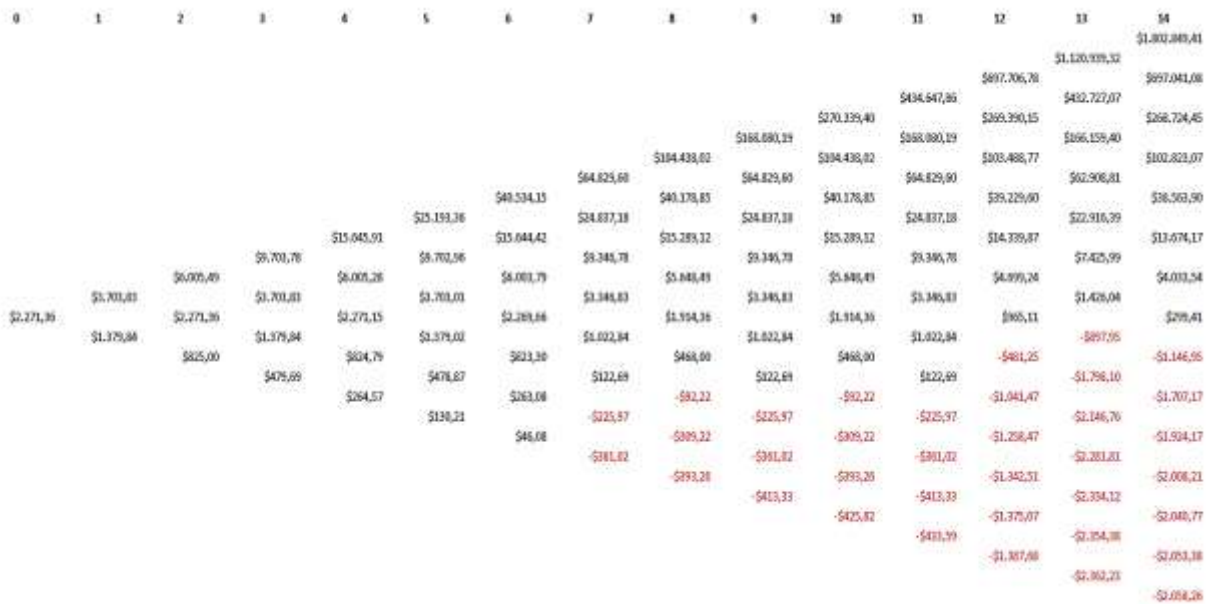 0 1 2 3 4 5 6 7 8 9 10 11 12 13 14
$1.802.849,41
$1.120.939,32
$697.706,78 $697.041,08
$434.647,86 $432.727,07
$270.339,40 $269.390,15 $268.724,45
$168.080,19 $168.080,19 $166.159,40
$104.438,02 $104.438,02 $103.488,77 $102.823,07
$64.829,60 $64.829,60 $64.829,60 $62.908,81
$40.534,15 $40.178,85 $40.178,85 $39.229,60 $38.563,90
$25.193,36 $24.837,18 $24.837,18 $24.837,18 $22.916,39
$15.645,91 $15.644,42 $15.289,12 $15.289,12 $14.339,87 $13.674,17
$9.703,78 $9.702,96 $9.346,78 $9.346,78 $9.346,78 $7.425,99
$6.005,49 $6.005,28 $6.003,79 $5.648,49 $5.648,49 $4.699,24 $4.033,54
$3.703,83 $3.703,83 $3.703,01 $3.346,83 $3.346,83 $3.346,83 $1.426,04
$2.271,36 $2.271,36 $2.271,15 $2.269,66 $1.914,36 $1.914,36 $965,11 $299,41
$1.379,84 $1.379,84 $1.379,02 $1.022,84 $1.022,84 $1.022,84 -$897,95
$825,00 $824,79 $823,30 $468,00 $468,00 -$481,25 -$1.146,95
$479,69 $478,87 $122,69 $122,69 $122,69 -$1.798,10
$264,57 $263,08 -$92,22 -$92,22 -$1.041,47 -$1.707,17
$130,21 -$225,97 -$225,97 -$225,97 -$2.146,76
$46,08 -$309,22 -$309,22 -$1.258,47 -$1.924,17
-$361,02 -$361,02 -$361,02 -$2.281,81
-$393,26 -$393,26 -$1.342,51 -$2.008,21
-$413,33 -$413,33 -$2.334,12
-$425,82 -$1.375,07 -$2.040,77
-$433,59 -$2.354,38
-$1.387,68 -$2.053,38
-$2.362,23
-$2.058,26